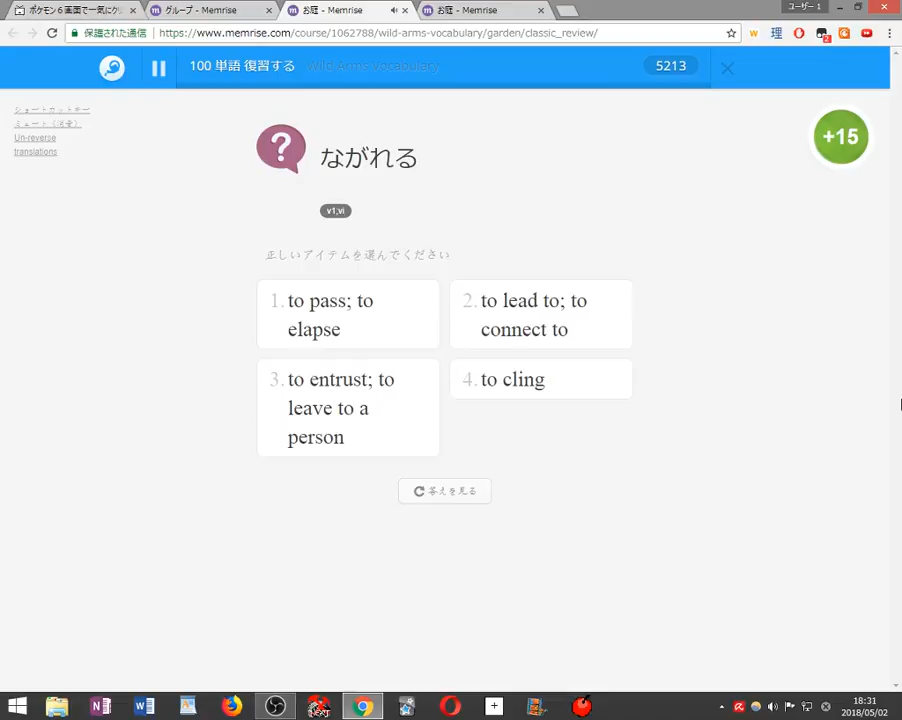 ポケモン６画面で一気にク
グループ - Memrise
お庭 - Memrise
お庭 - Memrise
ユーザー 1
保護された通信
https://www.memrise.com/course/1062788/wild-arms-vocabulary/garden/classic_review/
100 単語 復習する
Wild Arms Vocabulary
5213
ショートカットキー
ミュート（消音）
Un-reverse
translations
+15
?
ながれる
v1;vi
正しいアイテムを選んでください
1. to pass; to
elapse
2. to lead to; to
connect to
3. to entrust; to
leave to a
person
4. to cling
答えを見る
18:31
2018/05/02